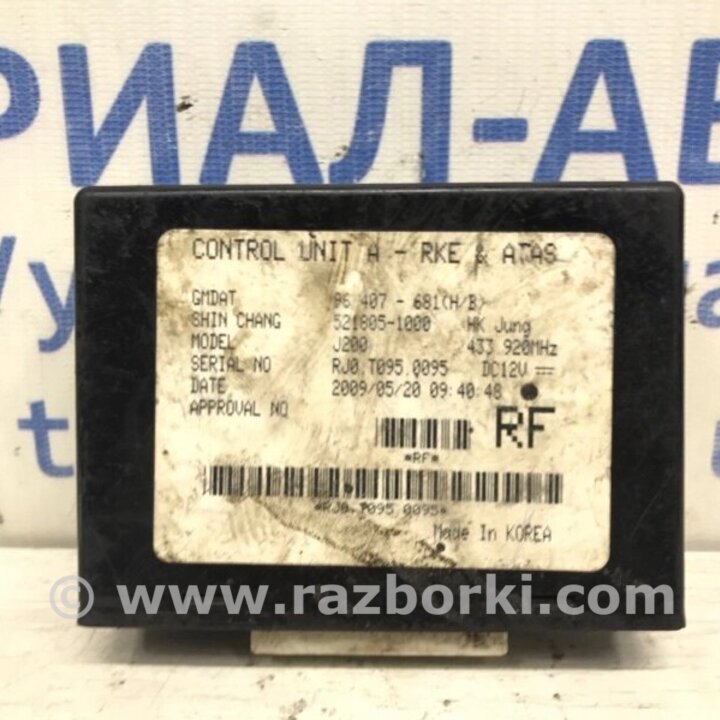 РИАЛ-АВ
CONTROL UNIT A - RKE & ATAS
GMDAT 96 407 - 681(H/B)
SHIN CHANG 521805-1000 HK Jung
MODEL J200 433 920MHz
SERIAL NO RJ0.T095.0095 DC12V
DATE 2009/05/20 09:40:48
APPROVAL NO
RF
*RF*
*RJ0.T095.0095*
Made In KOREA
© www.razborki.com